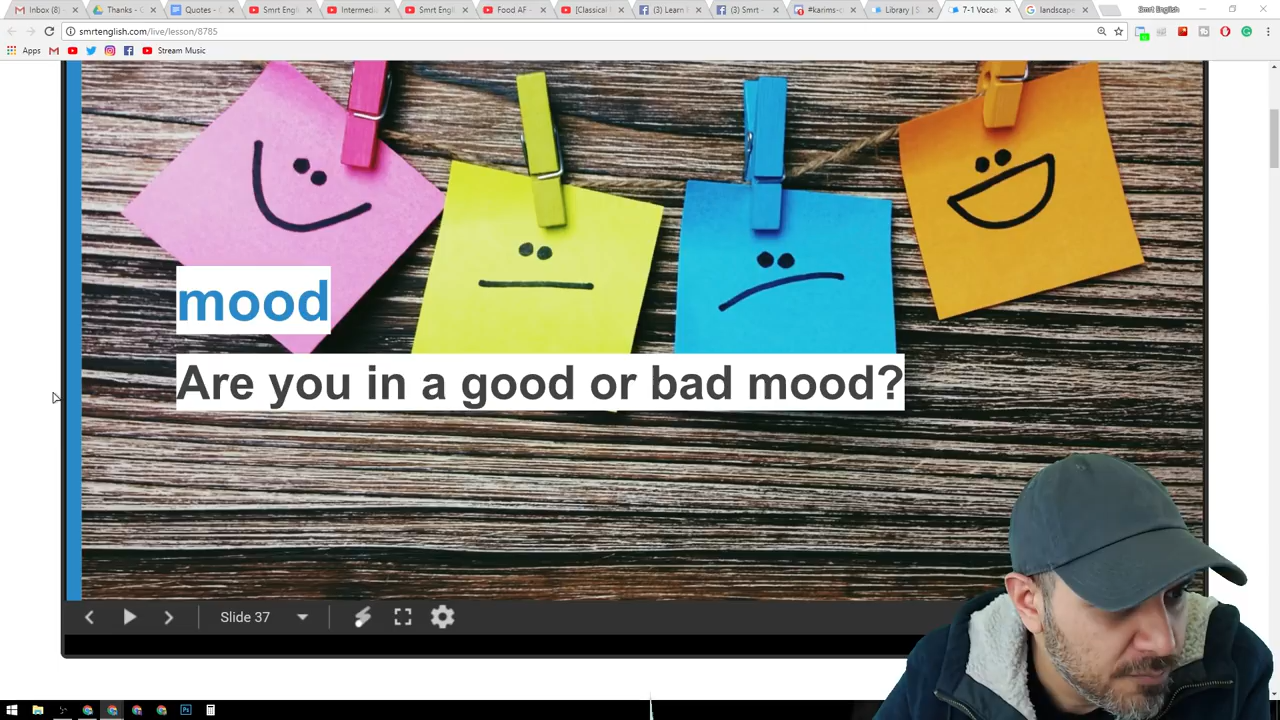 Inbox (8)
Thanks - G
Quotes -
Smrt Engl
Intermedi
Smrt Engl
Food AF -
[Classical
(3) Learn
(3) Smrt -
#karims-c
Library | S
7-1 Vocab
landscape
Smrt English
smrtenglish.com/live/lesson/8785
Apps
Stream Music
mood
Are you in a good or bad mood?
Slide 37